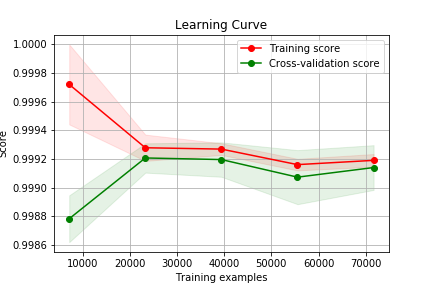 Learning Curve
Training score
Cross-validation score
1.0000
0.9998
0.9996
0.9994
0.9992
0.9990
0.9988
0.9986
Score
10000 20000 30000 40000 50000 60000 70000
Training examples